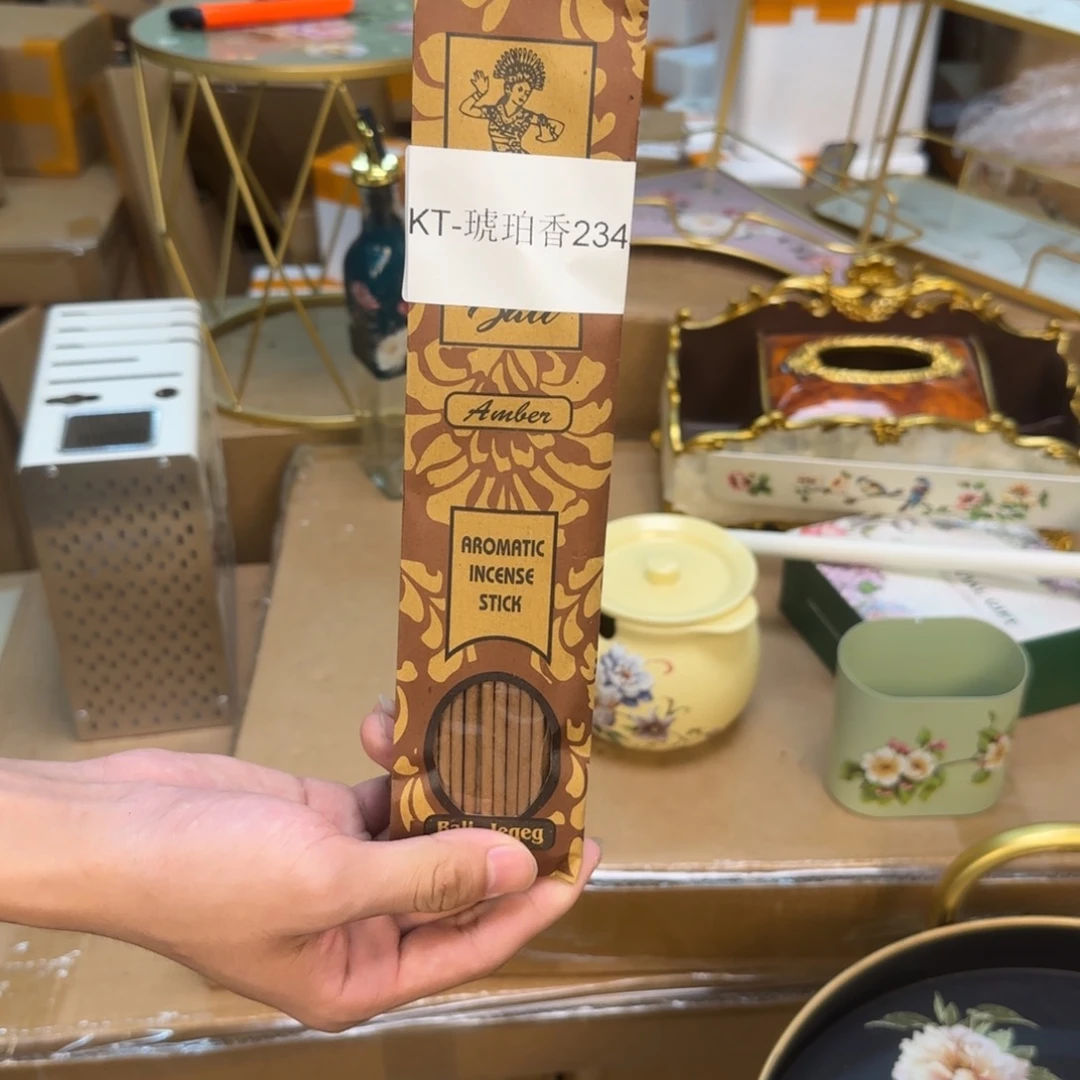 KT-琥珀香234
Bali
Amber
AROMATIC
INCENSE
STICK
Bali Jegeg